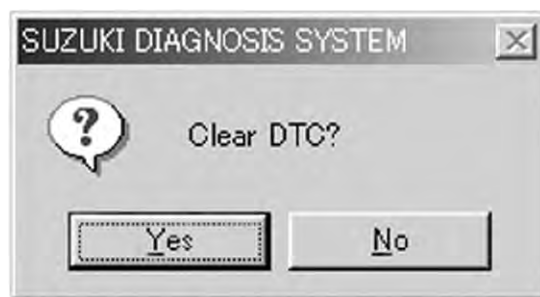 SUZUKI DIAGNOSIS SYSTEM
?
Clear DTC?
Yes
No